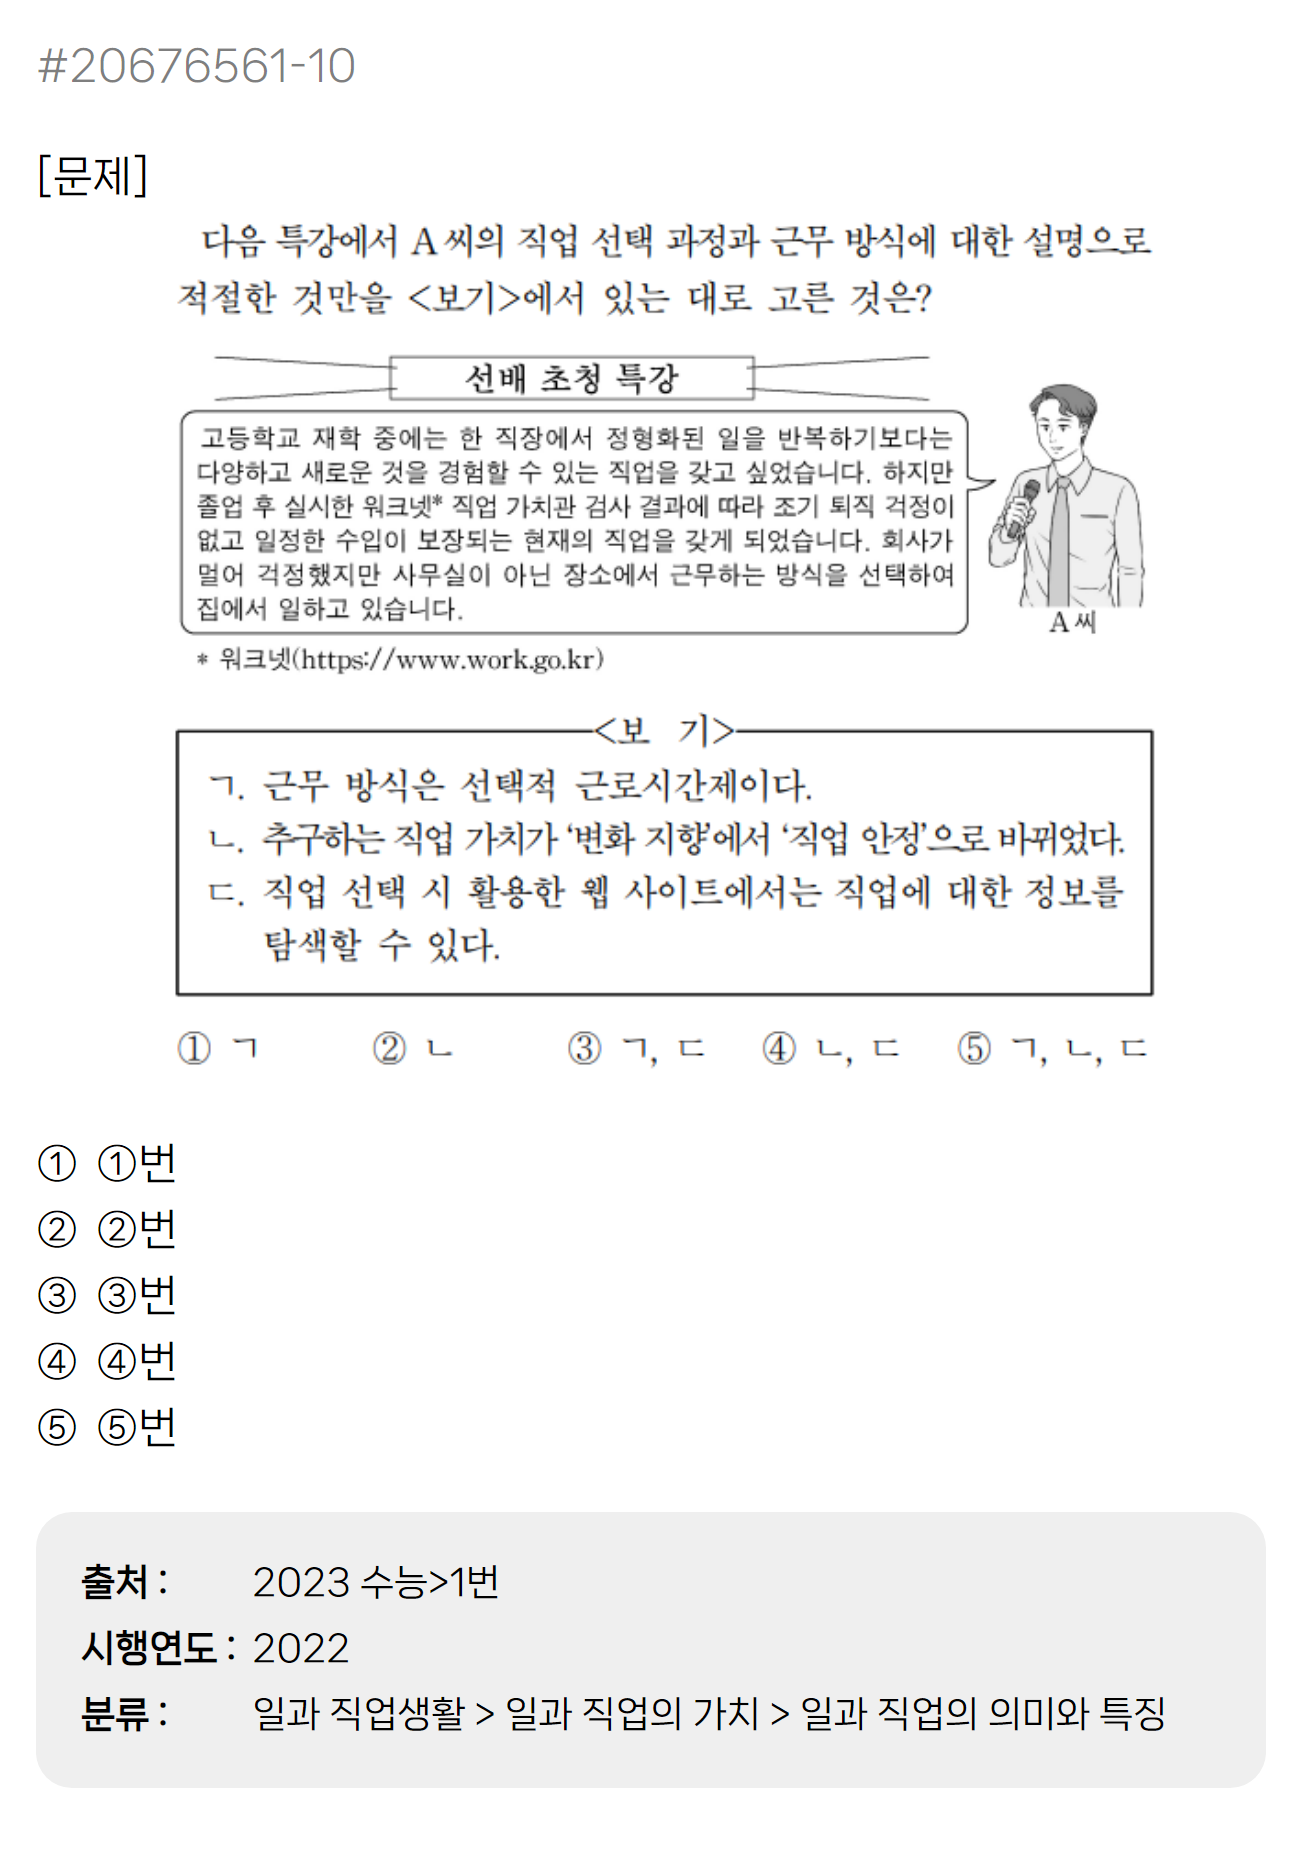 #20676561-10
[문제]
다음 특강에서 A 씨의 직업 선택 과정과 근무 방식에 대한 설명으로
적절한 것만을 <보기>에서 있는 대로 고른 것은?
선배 초청 특강
고등학교 재학 중에는 한 직장에서 정형화된 일을 반복하기보다는
다양하고 새로운 것을 경험할 수 있는 직업을 갖고 싶었습니다. 하지만
졸업 후 실시한 워크넷* 직업 가치관 검사 결과에 따라 조기 퇴직 걱정이
없고 일정한 수입이 보장되는 현재의 직업을 갖게 되었습니다. 회사가
멀어 걱정했지만 사무실이 아닌 장소에서 근무하는 방식을 선택하여
집에서 일하고 있습니다.
A 씨
* 워크넷(https://www.work.go.kr)
<보 기>
ㄱ. 근무 방식은 선택적 근로시간제이다.
ㄴ. 추구하는 직업 가치가 ‘변화 지향’에서 ‘직업 안정’으로 바뀌었다.
ㄷ. 직업 선택 시 활용한 웹 사이트에서는 직업에 대한 정보를
탐색할 수 있다.
① ㄱ ② ㄴ ③ ㄱ, ㄷ ④ ㄴ, ㄷ ⑤ ㄱ, ㄴ, ㄷ
① ①번
② ②번
③ ③번
④ ④번
⑤ ⑤번
출처 : 2023 수능>1번
시행연도 : 2022
분류 : 일과 직업생활 > 일과 직업의 가치 > 일과 직업의 의미와 특징